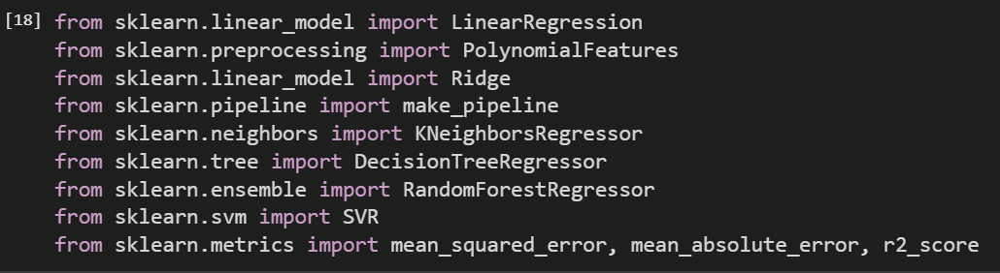 [18] from sklearn.linear_model import LinearRegression
from sklearn.preprocessing import PolynomialFeatures
from sklearn.linear_model import Ridge
from sklearn.pipeline import make_pipeline
from sklearn.neighbors import KNeighborsRegressor
from sklearn.tree import DecisionTreeRegressor
from sklearn.ensemble import RandomForestRegressor
from sklearn.svm import SVR
from sklearn.metrics import mean_squared_error, mean_absolute_error, r2_score